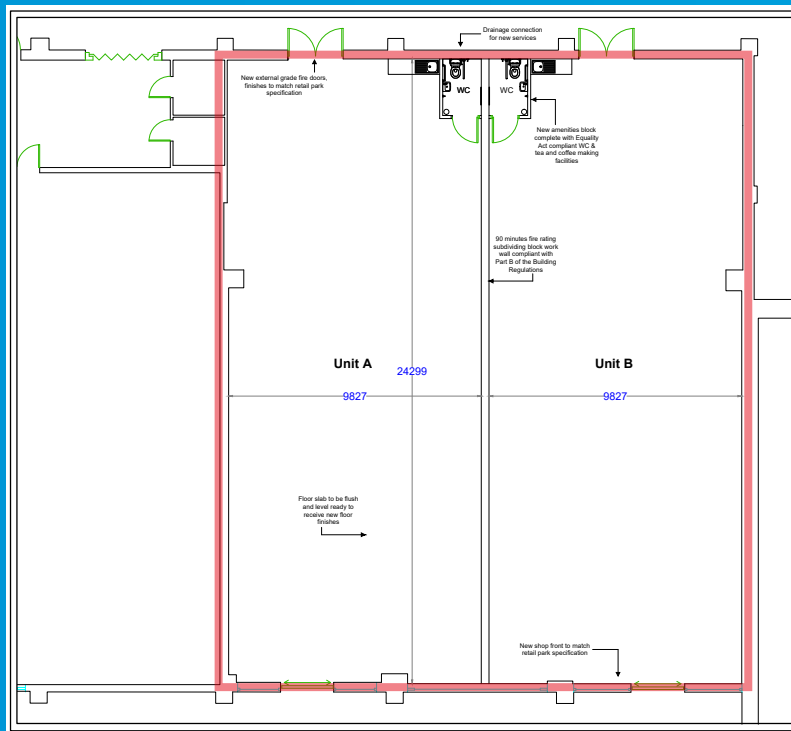 Drainage connection
for new services
New external grade fire doors,
finishes to match retail park
specification
WC
WC
New amenities block
complete with Equality
Act compliant WC &
tea and coffee making
facilities
90 minutes fire rating
subdividing block work
wall compliant with
Part B of the Building
Regulations
Unit A
24299
9827
Unit B
9827
Floor slab to be flush
and level ready to
receive new floor
finishes
New shop front to match
retail park specification